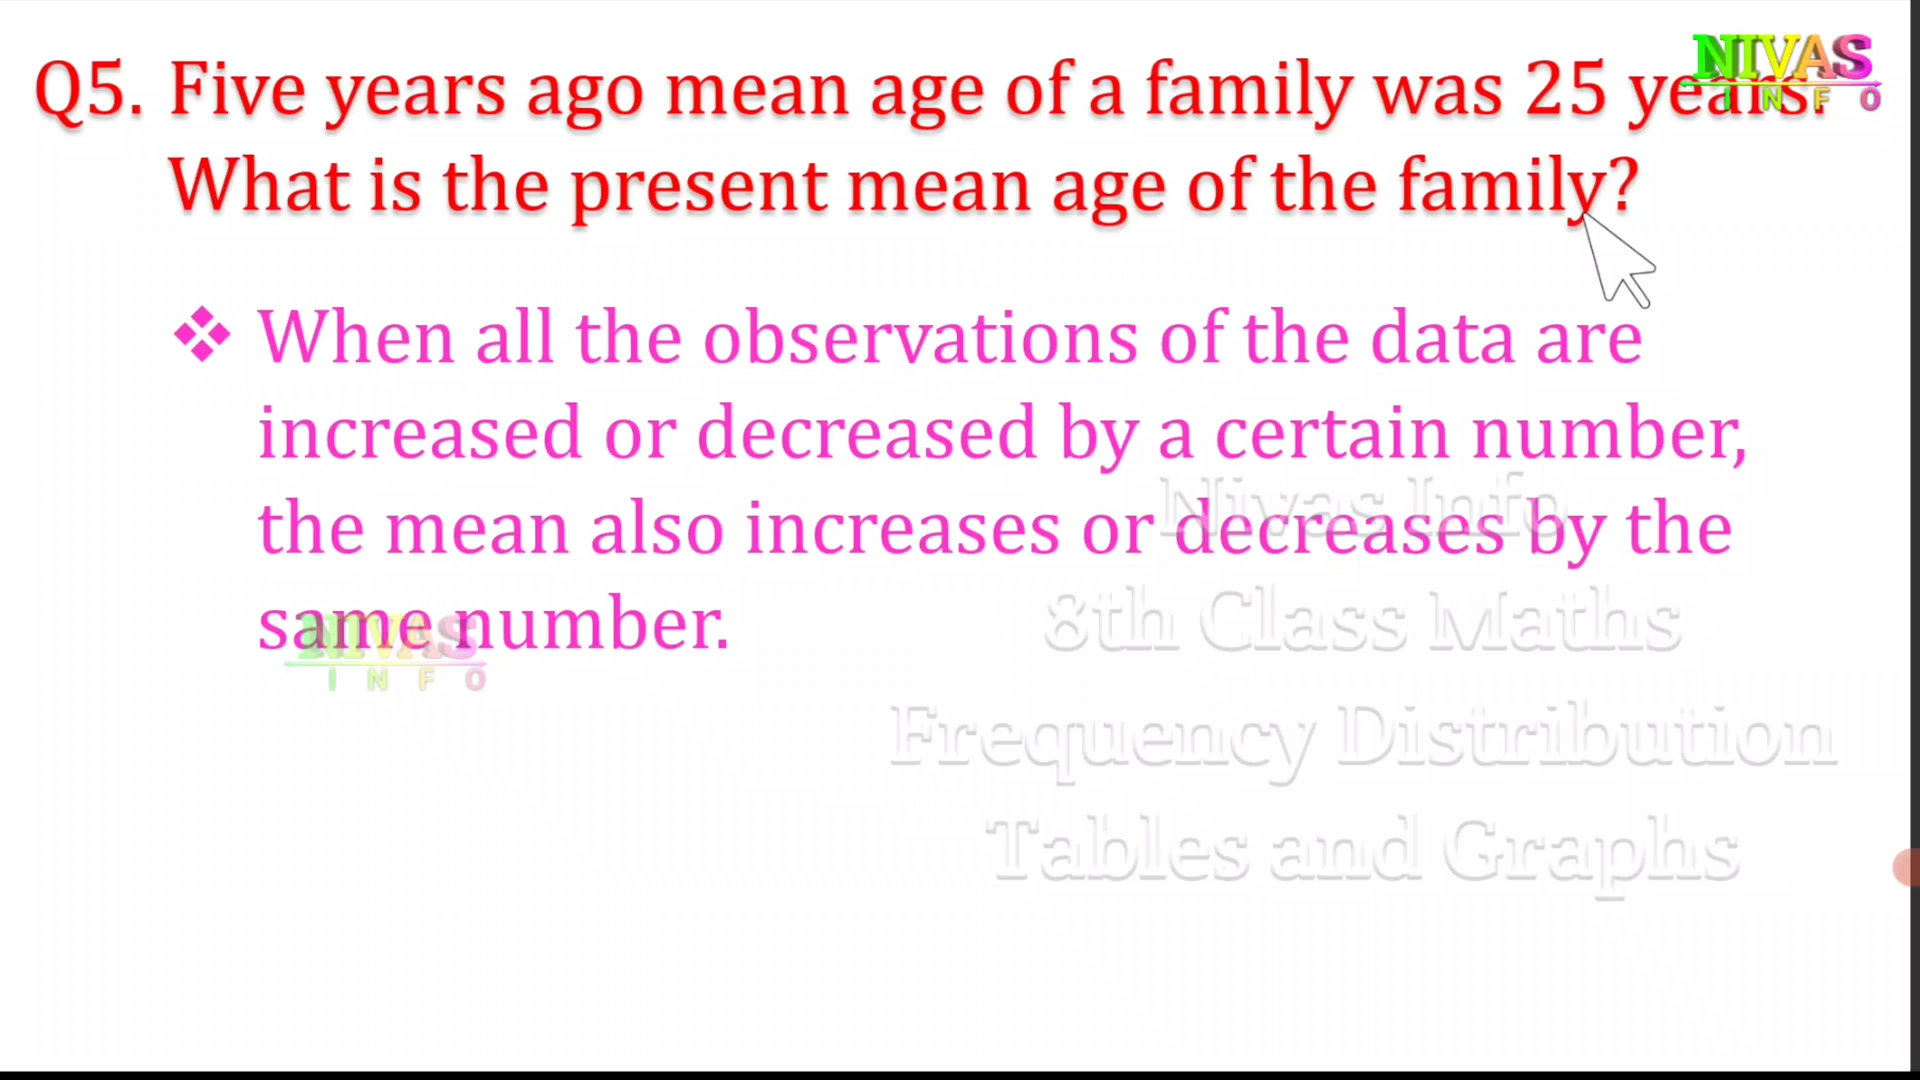 NIVAS
INFO
Q5. Five years ago mean age of a family was 25 years.
What is the present mean age of the family?
❖ When all the observations of the data are
increased or decreased by a certain number,
the mean also increases or decreases by the
same number.
NIVAS
INFO
Nivas Info
8th Class Maths
Frequency Distribution
Tables and Graphs